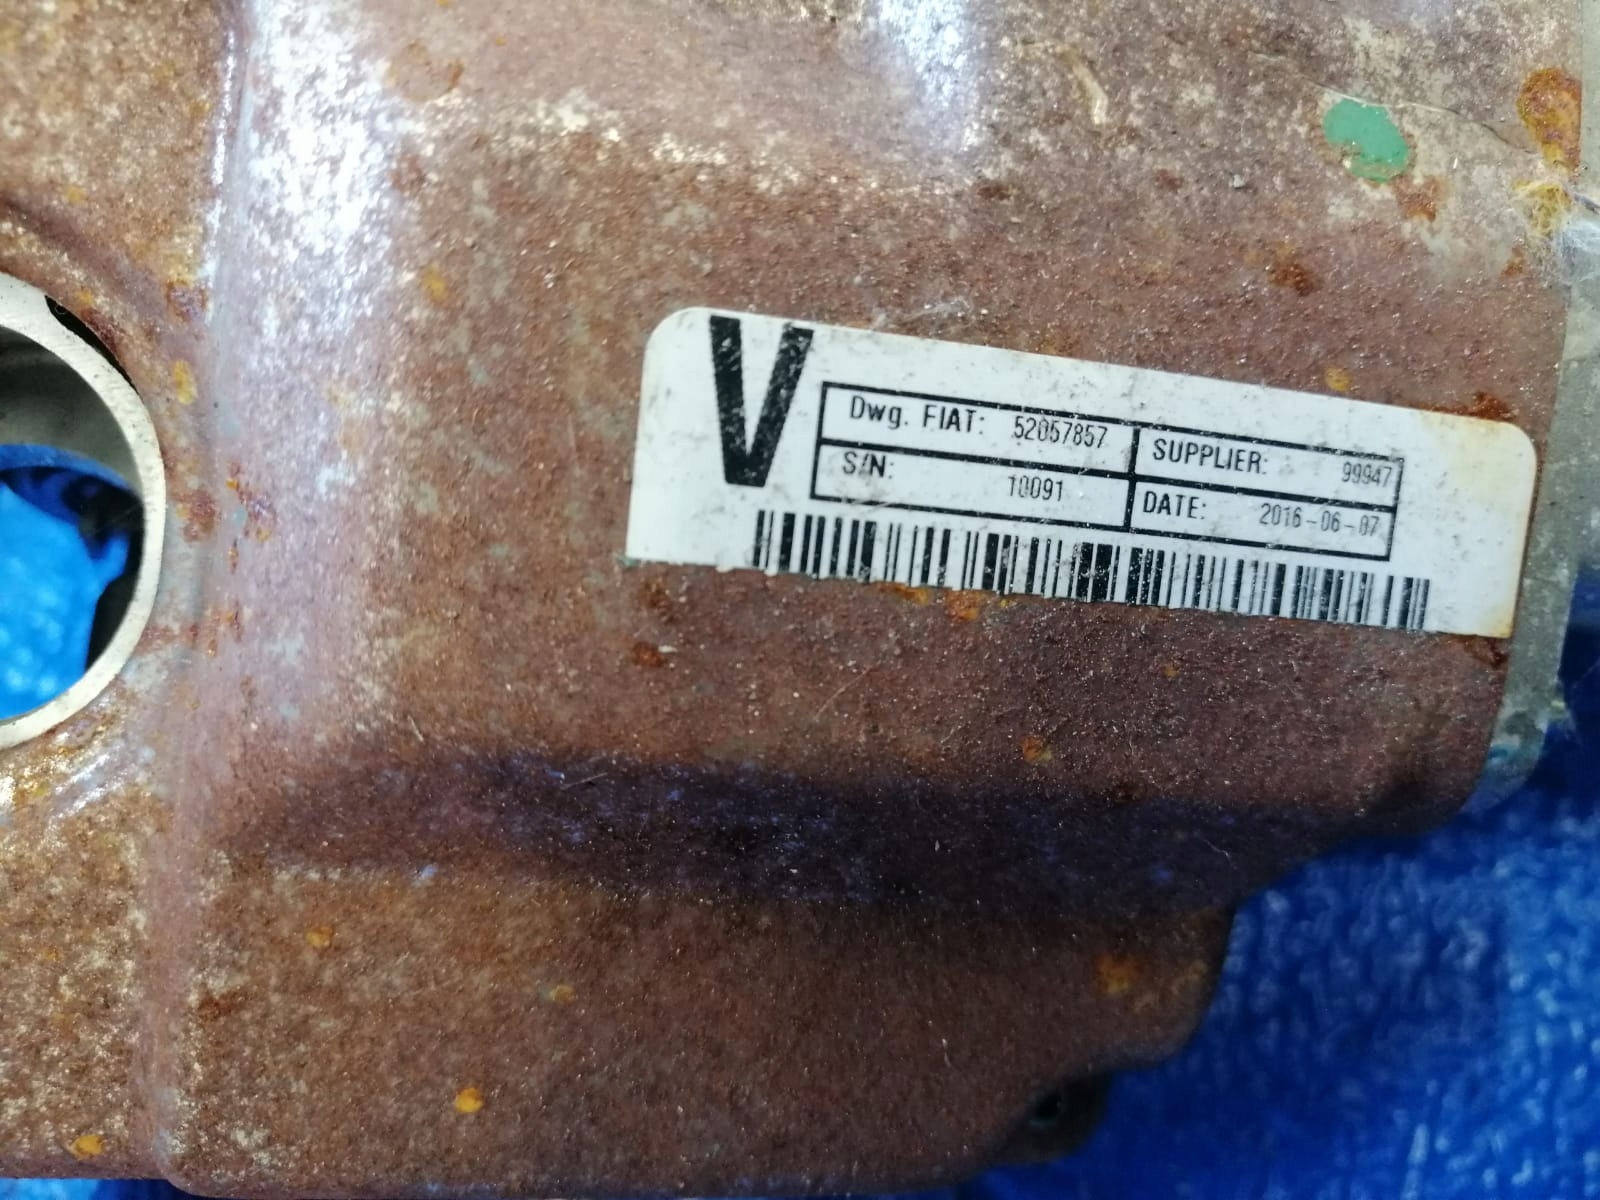 V
Dwg. FIAT: 52057857 SUPPLIER: 99947
S/N: 10091 DATE: 2016-06-07